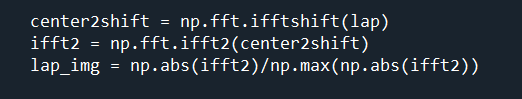 center2shift = np.fft.ifftshift(lap)
ifft2 = np.fft.ifft2(center2shift)
lap_img = np.abs(ifft2)/np.max(np.abs(ifft2))